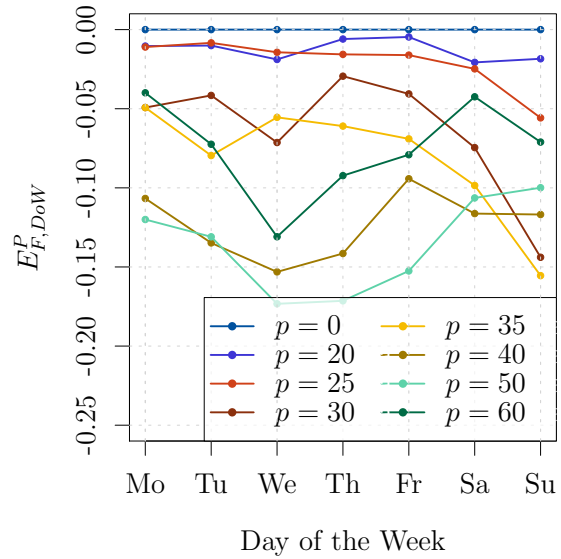 0.00
-0.05
-0.10
-0.15
-0.20
-0.25
E^P_{F,DoW}
p = 0 p = 35
p = 20 p = 40
p = 25 p = 50
p = 30 p = 60
Mo Tu We Th Fr Sa Su
Day of the Week